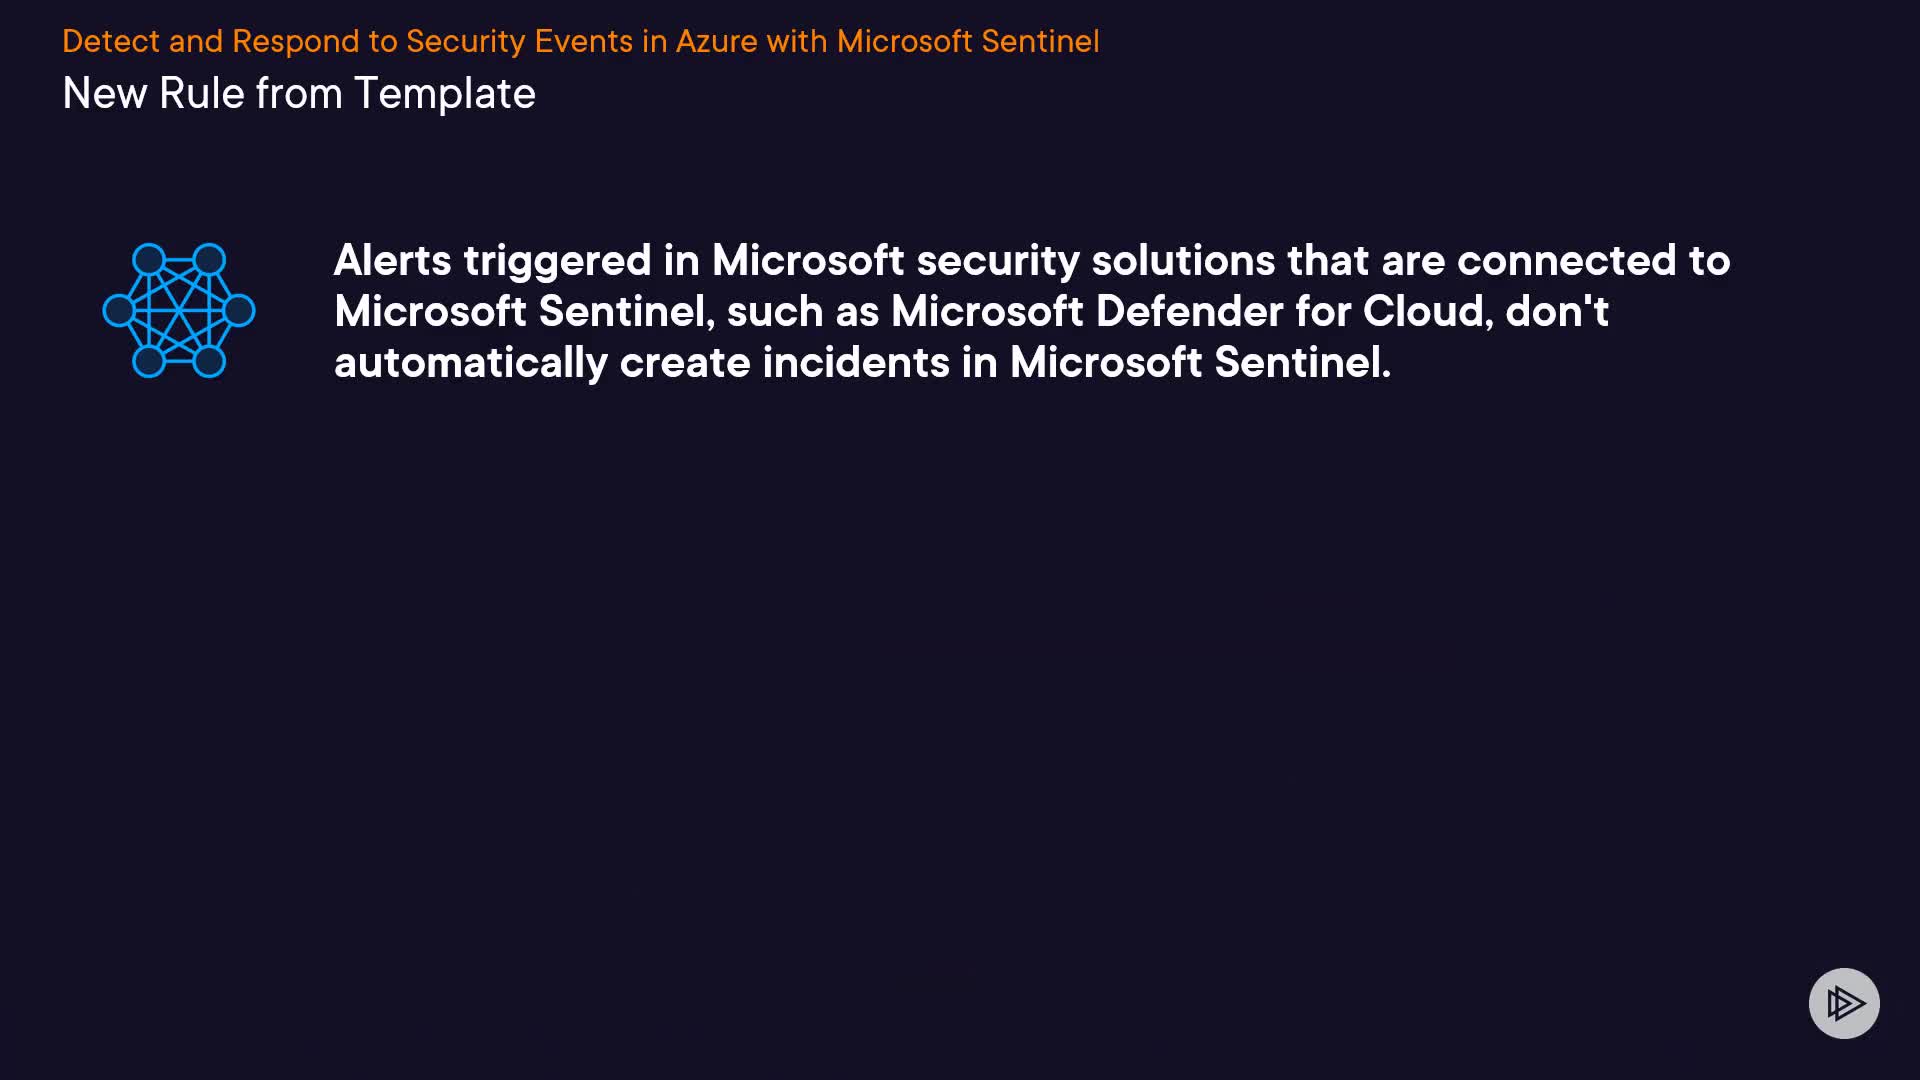 Detect and Respond to Security Events in Azure with Microsoft Sentinel
New Rule from Template
Alerts triggered in Microsoft security solutions that are connected to
Microsoft Sentinel, such as Microsoft Defender for Cloud, don't
automatically create incidents in Microsoft Sentinel.